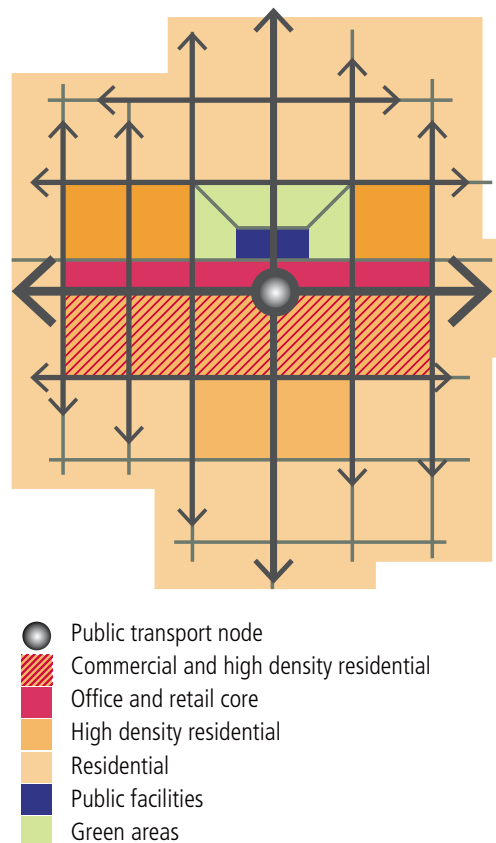 Public transport node
Commercial and high density residential
Office and retail core
High density residential
Residential
Public facilities
Green areas